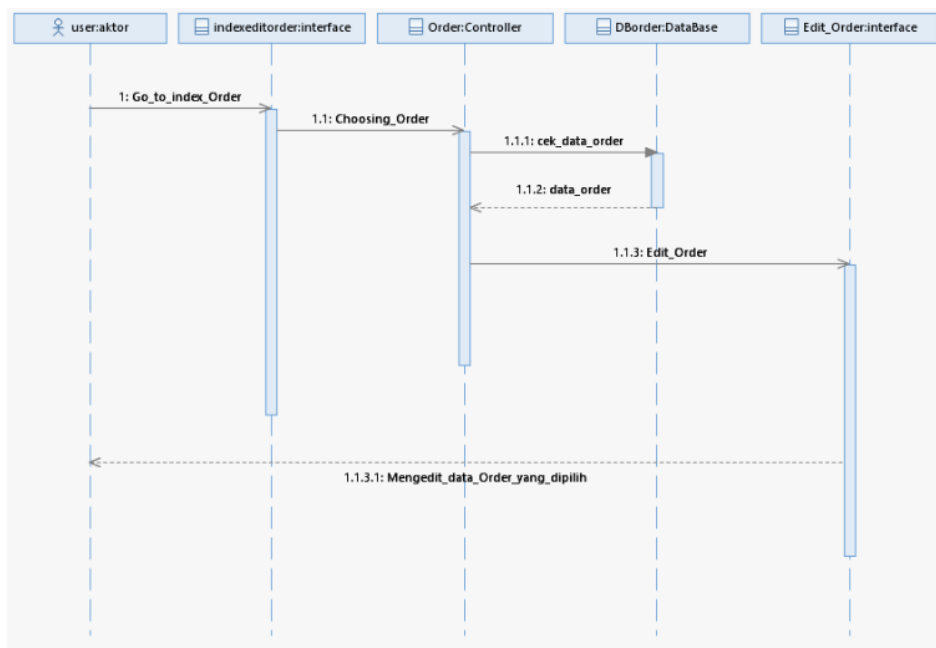 user:aktor
indexeditorder:interface
Order:Controller
DBorder:DataBase
Edit_Order:interface
1: Go_to_index_Order
1.1: Choosing_Order
1.1.1: cek_data_order
1.1.2: data_order
1.1.3: Edit_Order
1.1.3.1: Mengedit_data_Order_yang_dipilih